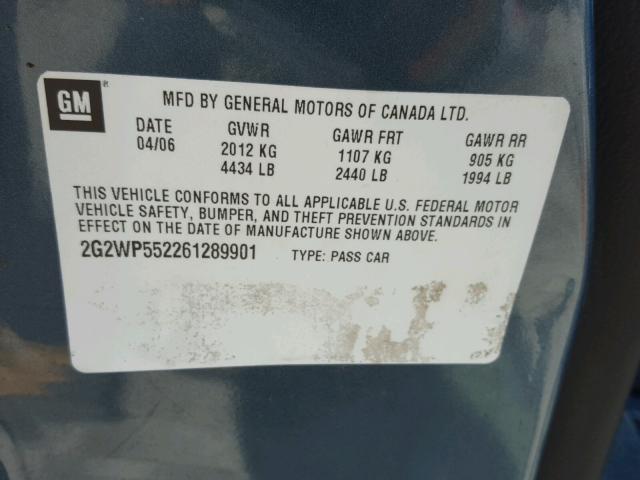 GM ®
MFD BY GENERAL MOTORS OF CANADA LTD.
DATE GVWR GAWR FRT GAWR RR
04/06 2012 KG 1107 KG 905 KG
4434 LB 2440 LB 1994 LB
THIS VEHICLE CONFORMS TO ALL APPLICABLE U.S. FEDERAL MOTOR
VEHICLE SAFETY, BUMPER, AND THEFT PREVENTION STANDARDS IN
EFFECT ON THE DATE OF MANUFACTURE SHOWN ABOVE.
2G2WP552261289901 TYPE: PASS CAR